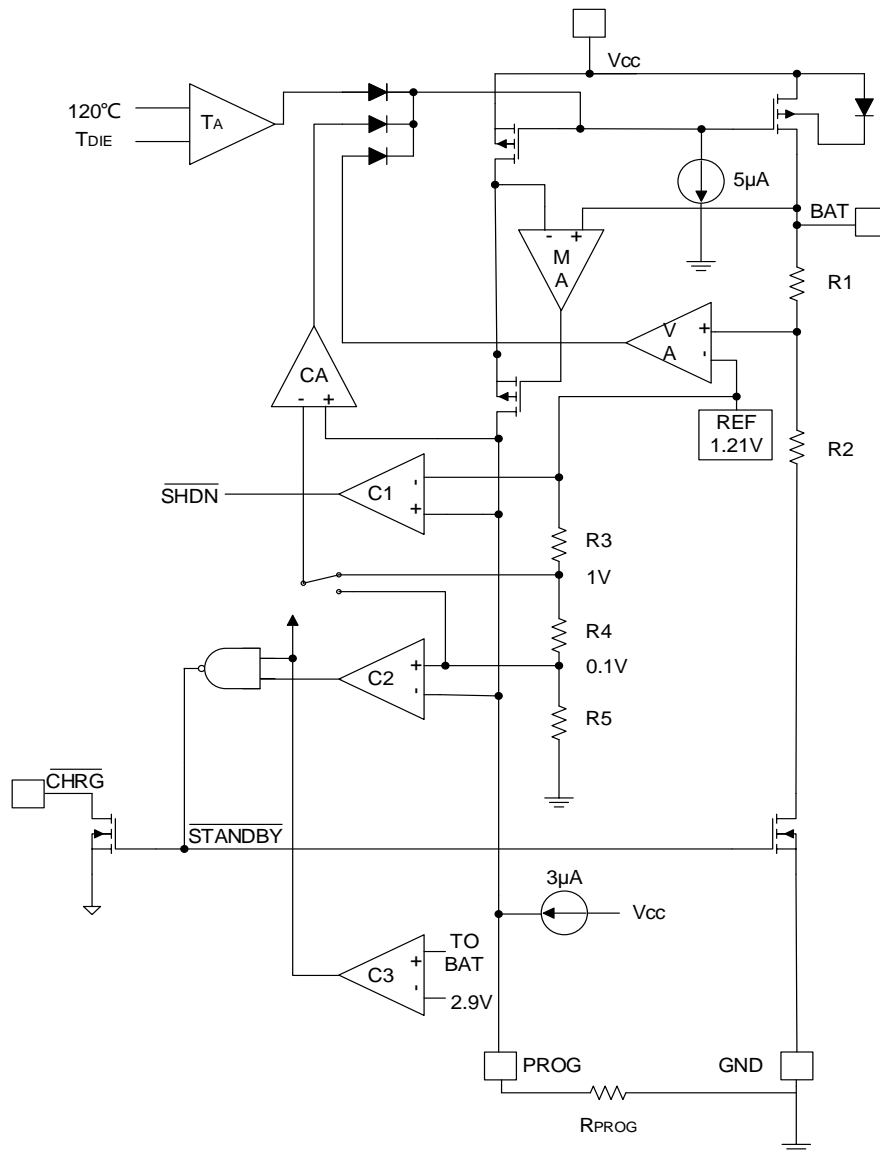 Vcc
120℃
TDIE
TA
5µA
BAT
- +
M
A
R1
V
A
+
-
CA
- +
REF
1.21V
R2
SHDN
C1
-
+
R3
1V
R4
0.1V
C2
+
-
R5
CHRG
STANDBY
3µA
Vcc
C3
+
-
TO
BAT
2.9V
PROG
GND
RPROG